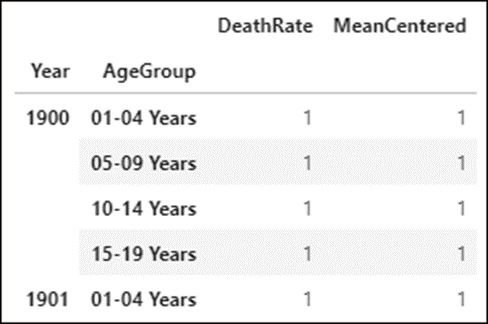 DeathRate MeanCentered
Year AgeGroup
1900 01-04 Years 1 1
05-09 Years 1 1
10-14 Years 1 1
15-19 Years 1 1
1901 01-04 Years 1 1